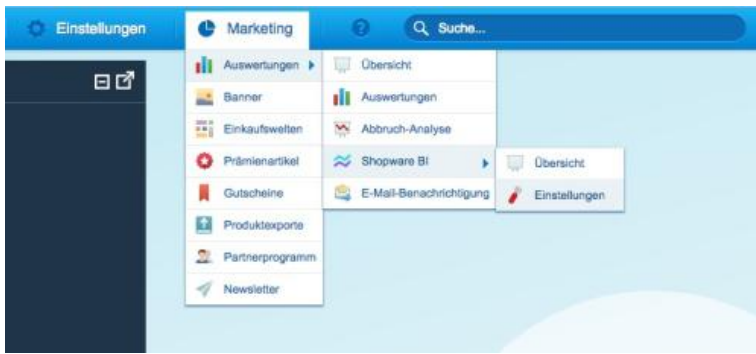 Einstellungen Marketing Suche...
Auswertungen Übersicht
Banner Auswertungen
Einkaufswelten Abbruch-Analyse
Prämienartikel Shopware BI Übersicht
Gutscheine E-Mail-Benachrichtigung Einstellungen
Produktexporte
Partnerprogramm
Newsletter